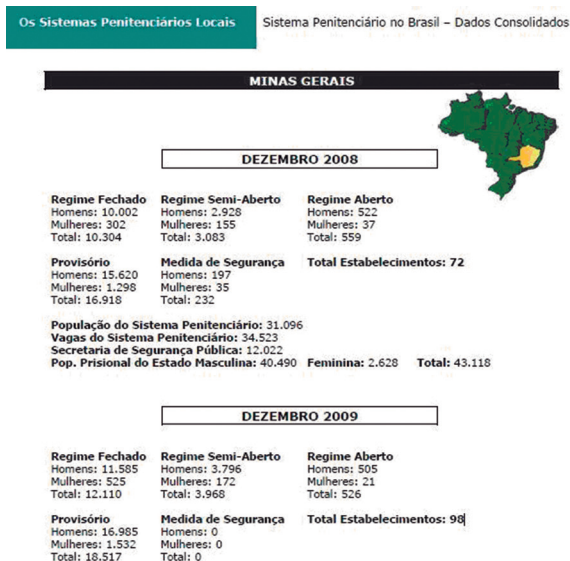 Os Sistemas Penitenciários Locais Sistema Penitenciário no Brasil – Dados Consolidados
MINAS GERAIS
DEZEMBRO 2008
Regime Fechado Regime Semi-Aberto Regime Aberto
Homens: 10.002 Homens: 2.928 Homens: 522
Mulheres: 302 Mulheres: 155 Mulheres: 37
Total: 10.304 Total: 3.083 Total: 559
Provisório Medida de Segurança Total Estabelecimentos: 72
Homens: 15.620 Homens: 197
Mulheres: 1.298 Mulheres: 35
Total: 16.918 Total: 232
População do Sistema Penitenciário: 31.096
Vagas do Sistema Penitenciário: 34.523
Secretaria de Segurança Pública: 12.022
Pop. Prisional do Estado Masculina: 40.490 Feminina: 2.628 Total: 43.118
DEZEMBRO 2009
Regime Fechado Regime Semi-Aberto Regime Aberto
Homens: 11.585 Homens: 3.796 Homens: 505
Mulheres: 525 Mulheres: 172 Mulheres: 21
Total: 12.110 Total: 3.968 Total: 526
Provisório Medida de Segurança Total Estabelecimentos: 98
Homens: 16.985 Homens: 0
Mulheres: 1.532 Mulheres: 0
Total: 18.517 Total: 0